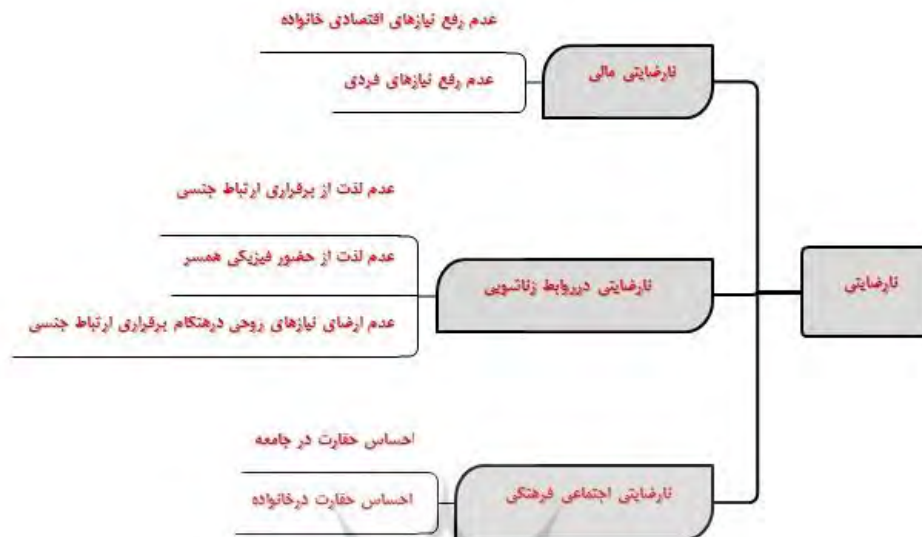 نارضایتی
نارضایتی مالی
عدم رفع نیازهای اقتصادی خانواده
عدم رفع نیازهای فردی
نارضایتی درروابط زناشویی
عدم لذت از برقراری ارتباط جنسی
عدم لذت از حضور فیزیکی همسر
عدم ارضای نیازهای روحی درهنگام برقراری ارتباط جنسی
نارضایتی اجتماعی فرهنگی
احساس حقارت در جامعه
احساس حقارت درخانواده